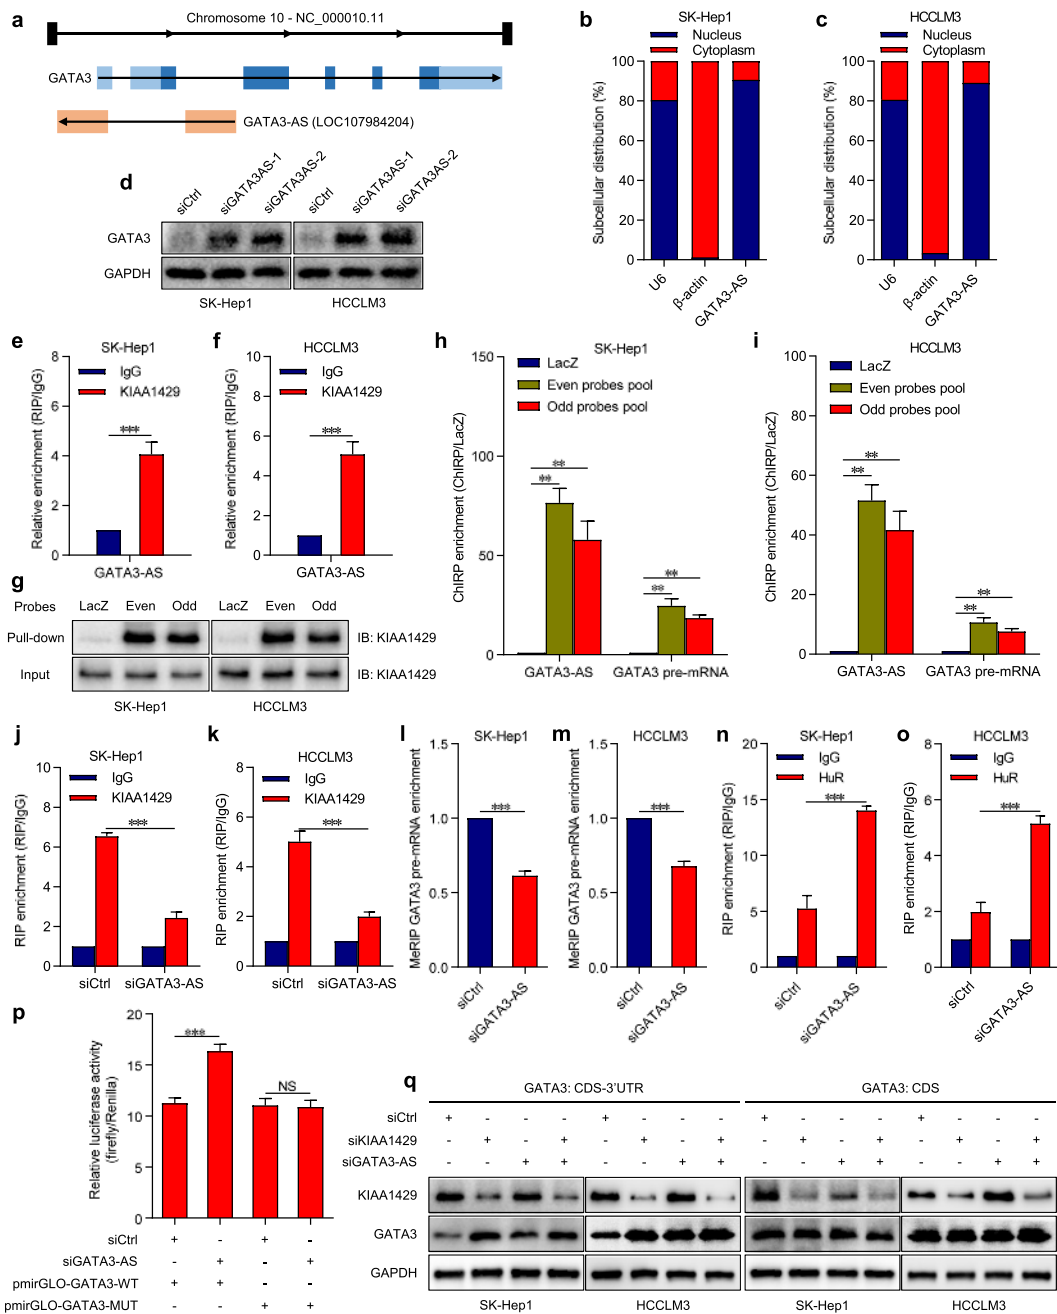 a
Chromosome 10 - NC_000010.11
GATA3
GATA3-AS (LOC107984204)
b
SK-Hep1
Nucleus
Cytoplasm
Subcellular distribution (%)
100
80
60
40
20
0
U6
β-actin
GATA3-AS
c
HCCLM3
Nucleus
Cytoplasm
Subcellular distribution (%)
100
80
60
40
20
0
U6
β-actin
GATA3-AS
d
siCtrl
siGATA3AS-1
siGATA3AS-2
siCtrl
siGATA3AS-1
siGATA3AS-2
GATA3
GAPDH
SK-Hep1
HCCLM3
e
SK-Hep1
IgG
KIAA1429
Relative enrichment (RIP/IgG)
8
6
4
2
0
***
GATA3-AS
f
HCCLM3
IgG
KIAA1429
Relative enrichment (RIP/IgG)
10
8
6
4
2
0
***
GATA3-AS
g
Probes LacZ Even Odd LacZ Even Odd
Pull-down IB: KIAA1429
Input IB: KIAA1429
SK-Hep1 HCCLM3
h
SK-Hep1
LacZ
Even probes pool
Odd probes pool
ChIRP enrichment (ChIRP/LacZ)
150
100
50
0
**
**
**
**
GATA3-AS GATA3 pre-mRNA
i
HCCLM3
LacZ
Even probes pool
Odd probes pool
ChIRP enrichment (ChIRP/LacZ)
100
80
60
40
20
0
**
**
**
**
GATA3-AS GATA3 pre-mRNA
j
SK-Hep1
IgG
KIAA1429
RIP enrichment (RIP/IgG)
10
8
6
4
2
0
***
siCtrl siGATA3-AS
k
HCCLM3
IgG
KIAA1429
RIP enrichment (RIP/IgG)
8
6
4
2
0
***
siCtrl siGATA3-AS
l
SK-Hep1
MeRIP GATA3 pre-mRNA enrichment
1.5
1.0
0.5
0.0
***
siCtrl
siGATA3-AS
m
HCCLM3
MeRIP GATA3 pre-mRNA enrichment
1.5
1.0
0.5
0.0
***
siCtrl
siGATA3-AS
n
SK-Hep1
IgG
HuR
RIP enrichment (RIP/IgG)
20
15
10
5
0
***
siCtrl
siGATA3-AS
o
HCCLM3
IgG
HuR
RIP enrichment (RIP/IgG)
8
6
4
2
0
***
siCtrl
siGATA3-AS
p
Relative luciferase activity
(firefly/Renilla)
20
15
10
5
0
***
NS
siCtrl + - + -
siGATA3-AS - + - +
pmirGLO-GATA3-WT + + - -
pmirGLO-GATA3-MUT - - + +
q
GATA3: CDS-3'UTR GATA3: CDS
siCtrl + - - - + - - - + - - - + - - -
siKIAA1429 - + - + - + - + - + - + - + - +
siGATA3-AS - - + + - - + + - - + + - - + +
KIAA1429
GATA3
GAPDH
SK-Hep1 HCCLM3 SK-Hep1 HCCLM3